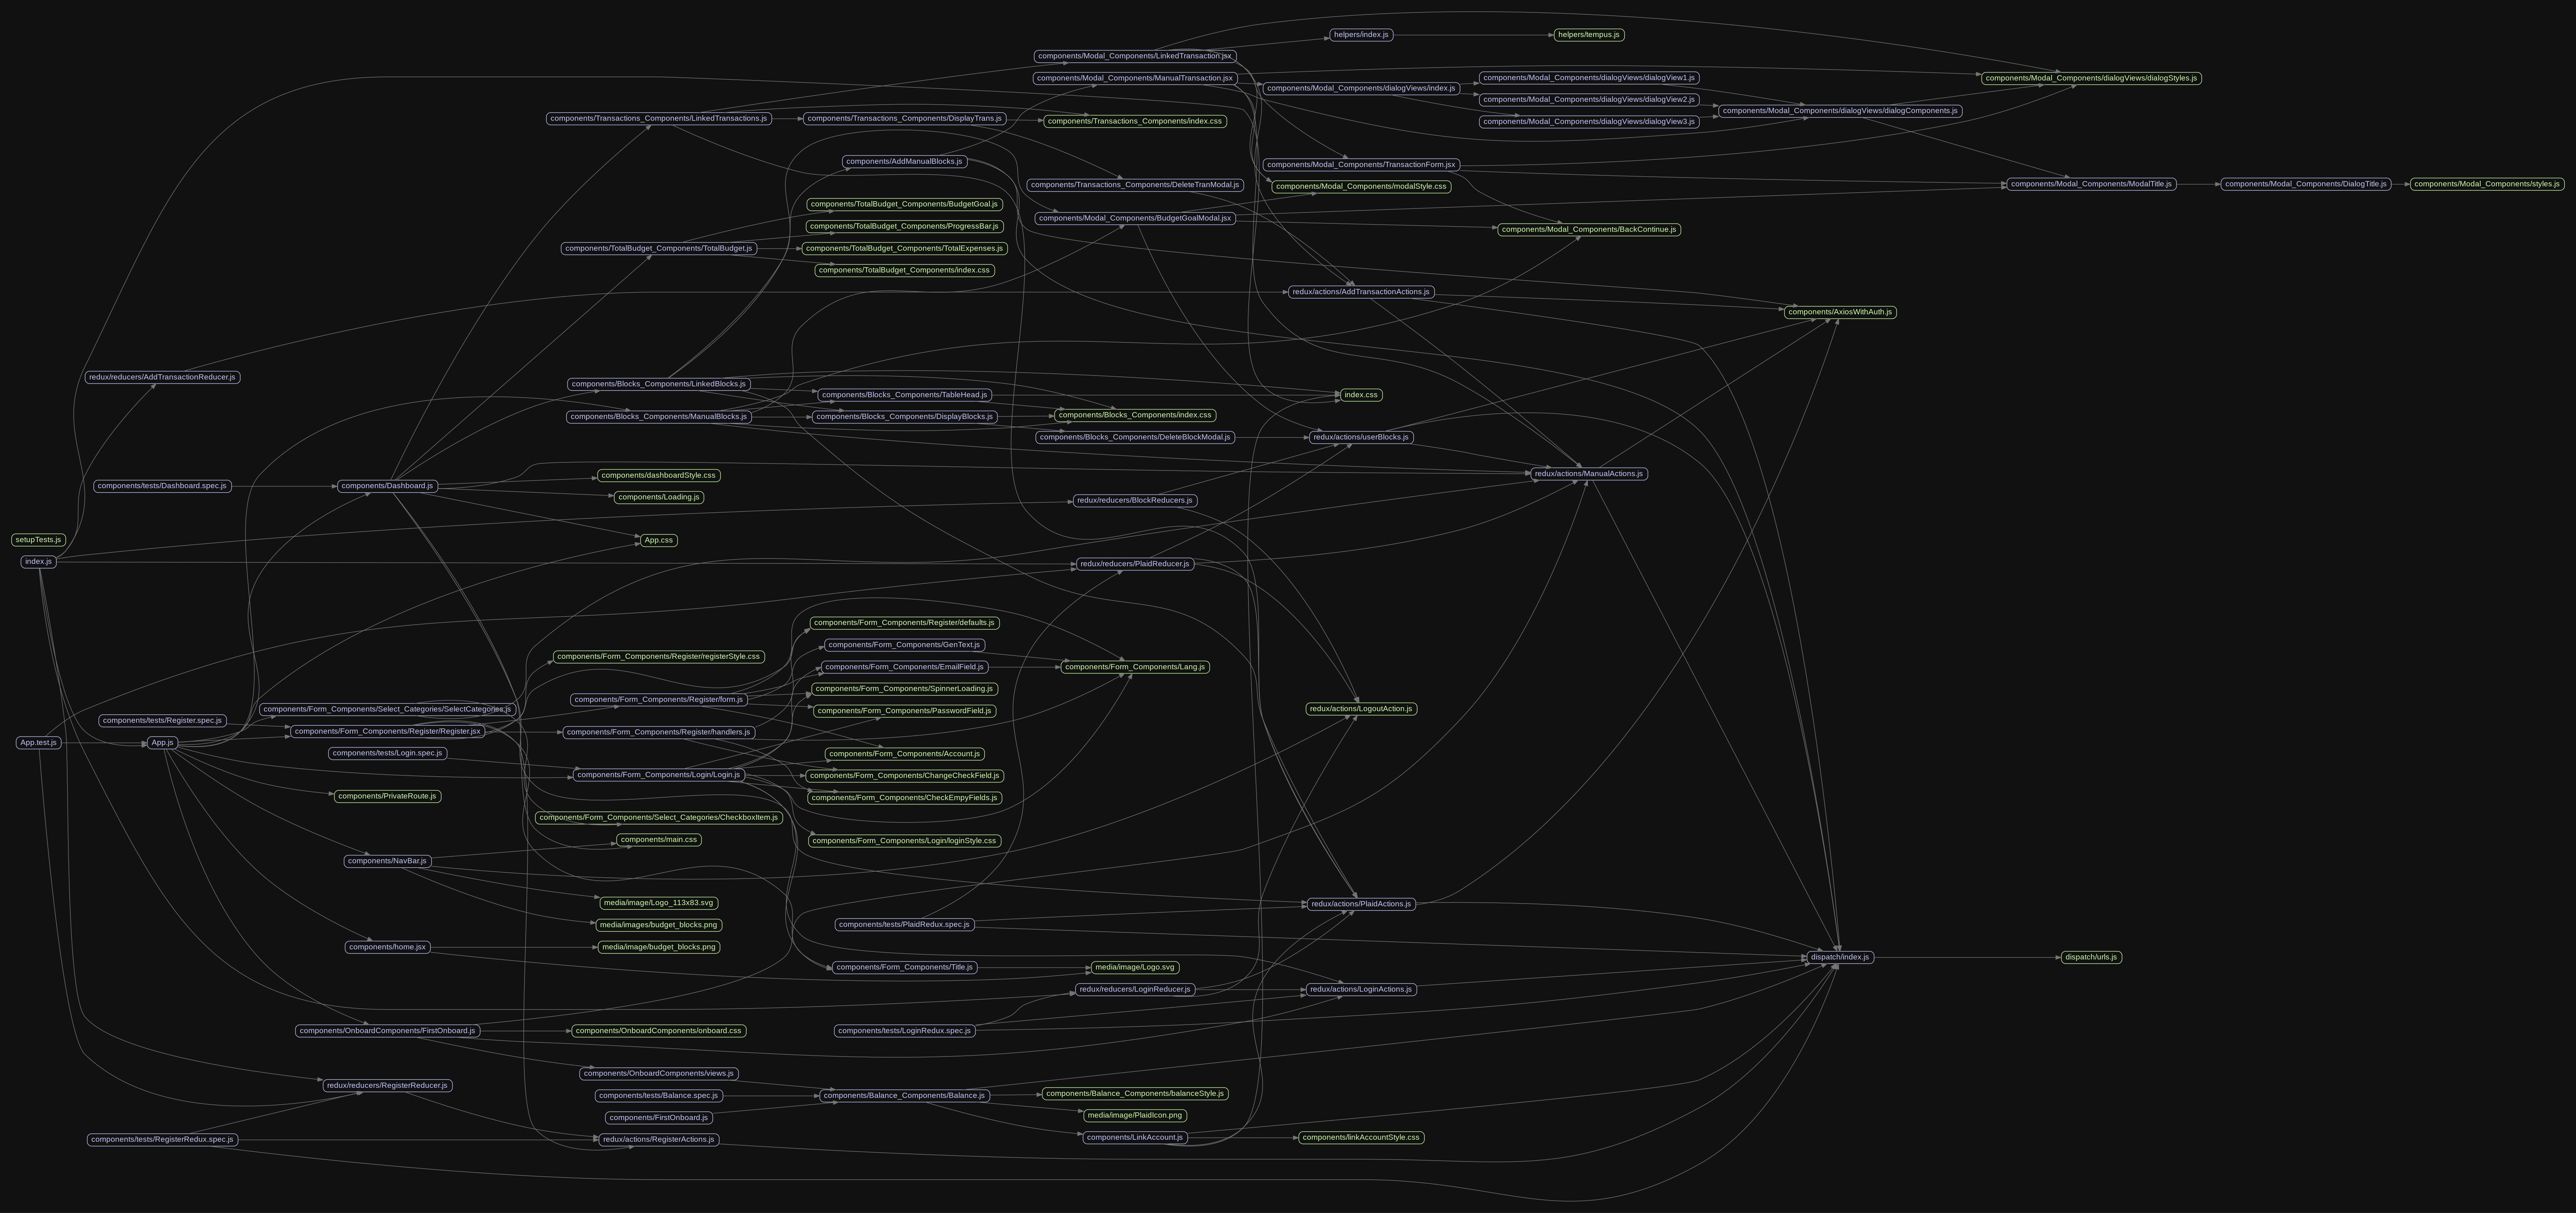 helpers/index.js
helpers/tempus.js
components/Modal_Components/LinkedTransaction.jsx
components/Modal_Components/ManualTransaction.jsx
components/Modal_Components/dialogViews/dialogView1.js
components/Modal_Components/dialogViews/dialogStyles.js
components/Modal_Components/dialogViews/index.js
components/Modal_Components/dialogViews/dialogView2.js
components/Modal_Components/dialogViews/dialogComponents.js
components/Transactions_Components/LinkedTransactions.js
components/Transactions_Components/DisplayTrans.js
components/Transactions_Components/index.css
components/Modal_Components/dialogViews/dialogView3.js
components/AddManualBlocks.js
components/Modal_Components/TransactionForm.jsx
components/Transactions_Components/DeleteTranModal.js
components/Modal_Components/modalStyle.css
components/Modal_Components/ModalTitle.js
components/Modal_Components/DialogTitle.js
components/Modal_Components/styles.js
components/TotalBudget_Components/BudgetGoal.js
components/Modal_Components/BudgetGoalModal.jsx
components/TotalBudget_Components/ProgressBar.js
components/Modal_Components/BackContinue.js
components/TotalBudget_Components/TotalBudget.js
components/TotalBudget_Components/TotalExpenses.js
components/TotalBudget_Components/index.css
redux/actions/AddTransactionActions.js
components/AxiosWithAuth.js
redux/reducers/AddTransactionReducer.js
components/Blocks_Components/LinkedBlocks.js
components/Blocks_Components/TableHead.js
index.css
components/Blocks_Components/ManualBlocks.js
components/Blocks_Components/DisplayBlocks.js
components/Blocks_Components/index.css
components/Blocks_Components/DeleteBlockModal.js
redux/actions/userBlocks.js
components/dashboardStyle.css
redux/actions/ManualActions.js
components/tests/Dashboard.spec.js
components/Dashboard.js
components/Loading.js
redux/reducers/BlockReducers.js
setupTests.js
App.css
index.js
redux/reducers/PlaidReducer.js
components/Form_Components/Register/defaults.js
components/Form_Components/GenText.js
components/Form_Components/Register/registerStyle.css
components/Form_Components/EmailField.js
components/Form_Components/Lang.js
components/Form_Components/SpinnerLoading.js
components/Form_Components/Register/form.js
components/Form_Components/Select_Categories/SelectCategories.js
components/Form_Components/PasswordField.js
redux/actions/LogoutAction.js
components/tests/Register.spec.js
components/Form_Components/Register/Register.jsx
components/Form_Components/Register/handlers.js
App.test.js
App.js
components/tests/Login.spec.js
components/Form_Components/Account.js
components/Form_Components/Login/Login.js
components/Form_Components/ChangeCheckField.js
components/PrivateRoute.js
components/Form_Components/CheckEmpyFields.js
components/Form_Components/Select_Categories/CheckboxItem.js
components/main.css
components/Form_Components/Login/loginStyle.css
components/NavBar.js
media/image/Logo_113x83.svg
redux/actions/PlaidActions.js
media/images/budget_blocks.png
components/tests/PlaidRedux.spec.js
components/home.jsx
media/image/budget_blocks.png
dispatch/index.js
dispatch/urls.js
components/Form_Components/Title.js
media/image/Logo.svg
redux/reducers/LoginReducer.js
redux/actions/LoginActions.js
components/OnboardComponents/FirstOnboard.js
components/OnboardComponents/onboard.css
components/tests/LoginRedux.spec.js
components/OnboardComponents/views.js
redux/reducers/RegisterReducer.js
components/tests/Balance.spec.js
components/Balance_Components/Balance.js
components/Balance_Components/balanceStyle.js
components/FirstOnboard.js
media/image/PlaidIcon.png
components/tests/RegisterRedux.spec.js
redux/actions/RegisterActions.js
components/LinkAccount.js
components/linkAccountStyle.css